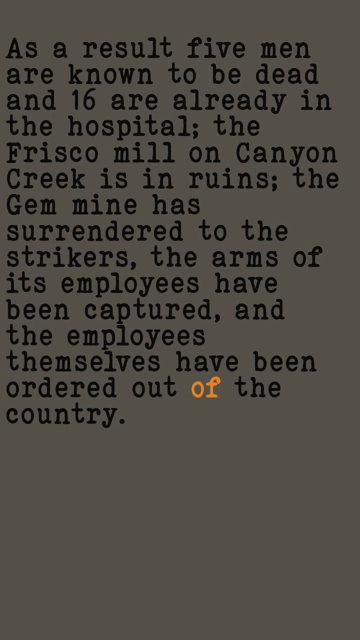 As a result five men
are known to be dead
and 16 are already in
the hospital; the
Frisco mill on Canyon
Creek is in ruins; the
Gem mine has
surrendered to the
strikers, the arms of
its employees have
been captured, and
the employees
themselves have been
ordered out of the
country.